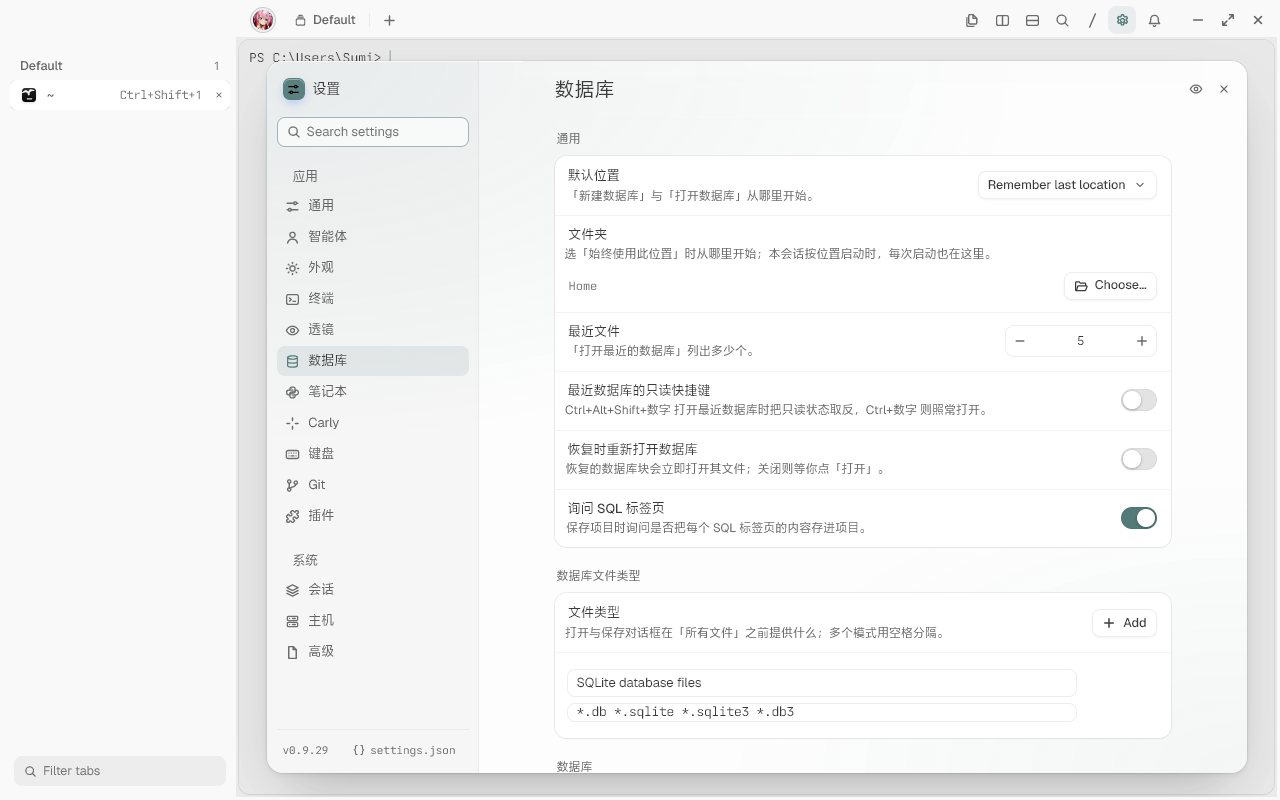 Default
Default
1
~
Ctrl+Shift+1
PS C:\Users\Sumi>
设置
Search settings
应用
通用
智能体
外观
终端
透镜
数据库
笔记本
Carly
键盘
Git
插件
系统
会话
主机
高级
v0.9.29
{} settings.json
Filter tabs
数据库
通用
默认位置
「新建数据库」与「打开数据库」从哪里开始。
Remember last location
文件夹
选「始终使用此位置」时从哪里开始；本会话按位置启动时，每次启动也在这里。
Home
Choose…
最近文件
「打开最近的数据库」列出多少个。
5
最近数据库的只读快捷键
Ctrl+Alt+Shift+数字 打开最近数据库时把只读状态取反，Ctrl+数字 则照常打开。
恢复时重新打开数据库
恢复的数据库块会立即打开其文件；关闭则等你点「打开」。
询问 SQL 标签页
保存项目时询问是否把每个 SQL 标签页的内容存进项目。
数据库文件类型
文件类型
打开与保存对话框在「所有文件」之前提供什么；多个模式用空格分隔。
Add
SQLite database files
*.db *.sqlite *.sqlite3 *.db3
数据库